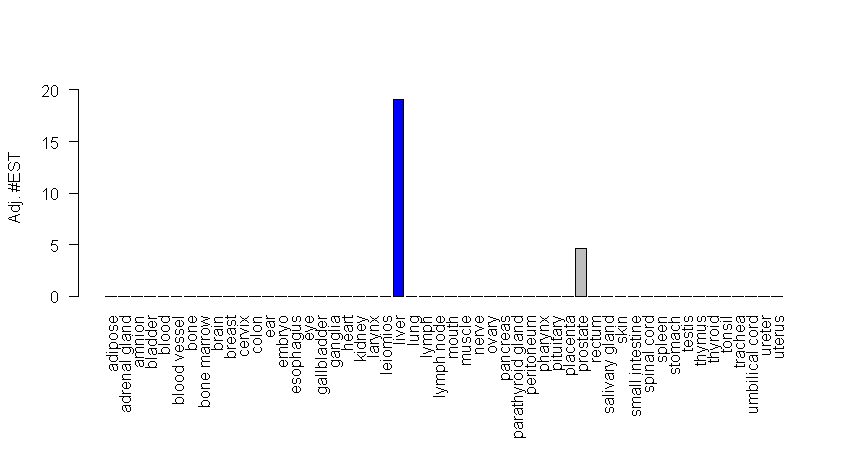 20
15
10
5
0
Adj. #EST
adipose
adrenal gland
amnion
bladder
blood
blood vessel
bone
bone marrow
brain
breast
cervix
colon
ear
embryo
esophagus
eye
gallbladder
ganglia
heart
kidney
larynx
leiomios
liver
lung
lymph
lymph node
mouth
muscle
nerve
ovary
pancreas
parathyroid gland
peritoneum
pharynx
pituitary
placenta
prostate
rectum
salivary gland
skin
small intestine
spinal cord
spleen
stomach
testis
thymus
thyroid
tonsil
trachea
umbilical cord
ureter
uterus